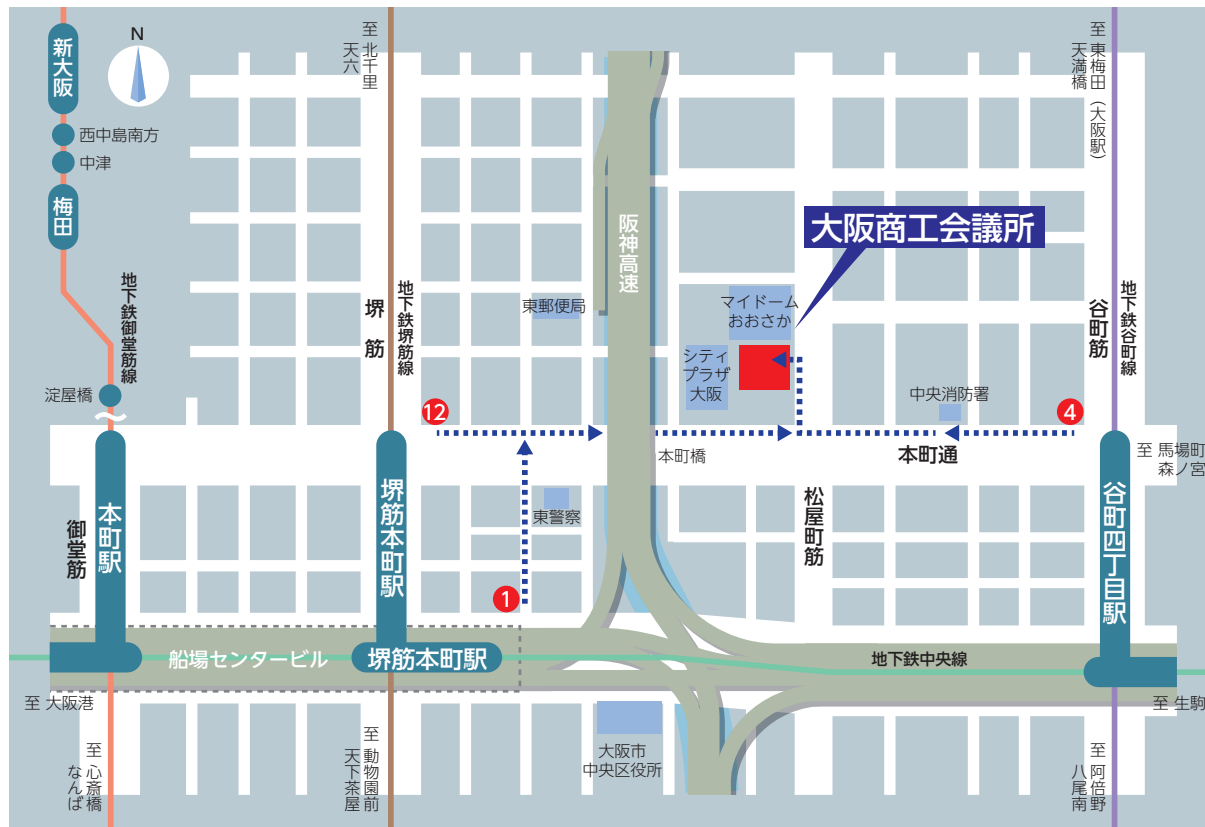 N
新大阪
西中島南方
中津
梅田
地下鉄御堂筋線
淀屋橋
本町駅
御堂筋
至 北千里
天六
堺筋
地下鉄堺筋線
東郵便局
阪神高速
大阪商工会議所
マイドーム
おおさか
シティ
プラザ
大阪
中央消防署
至 東梅田(大阪駅)
天満橋
谷町筋
地下鉄谷町線
12
4
本町橋
本町通
至 馬場町
森ノ宮
堺筋本町駅
東警察
松屋町筋
谷町四丁目駅
1
船場センタービル
堺筋本町駅
地下鉄中央線
至 大阪港
至 生駒
至 心斎橋
なんば
至 動物園前
天下茶屋
大阪市
中央区役所
至 阿倍野
八尾南